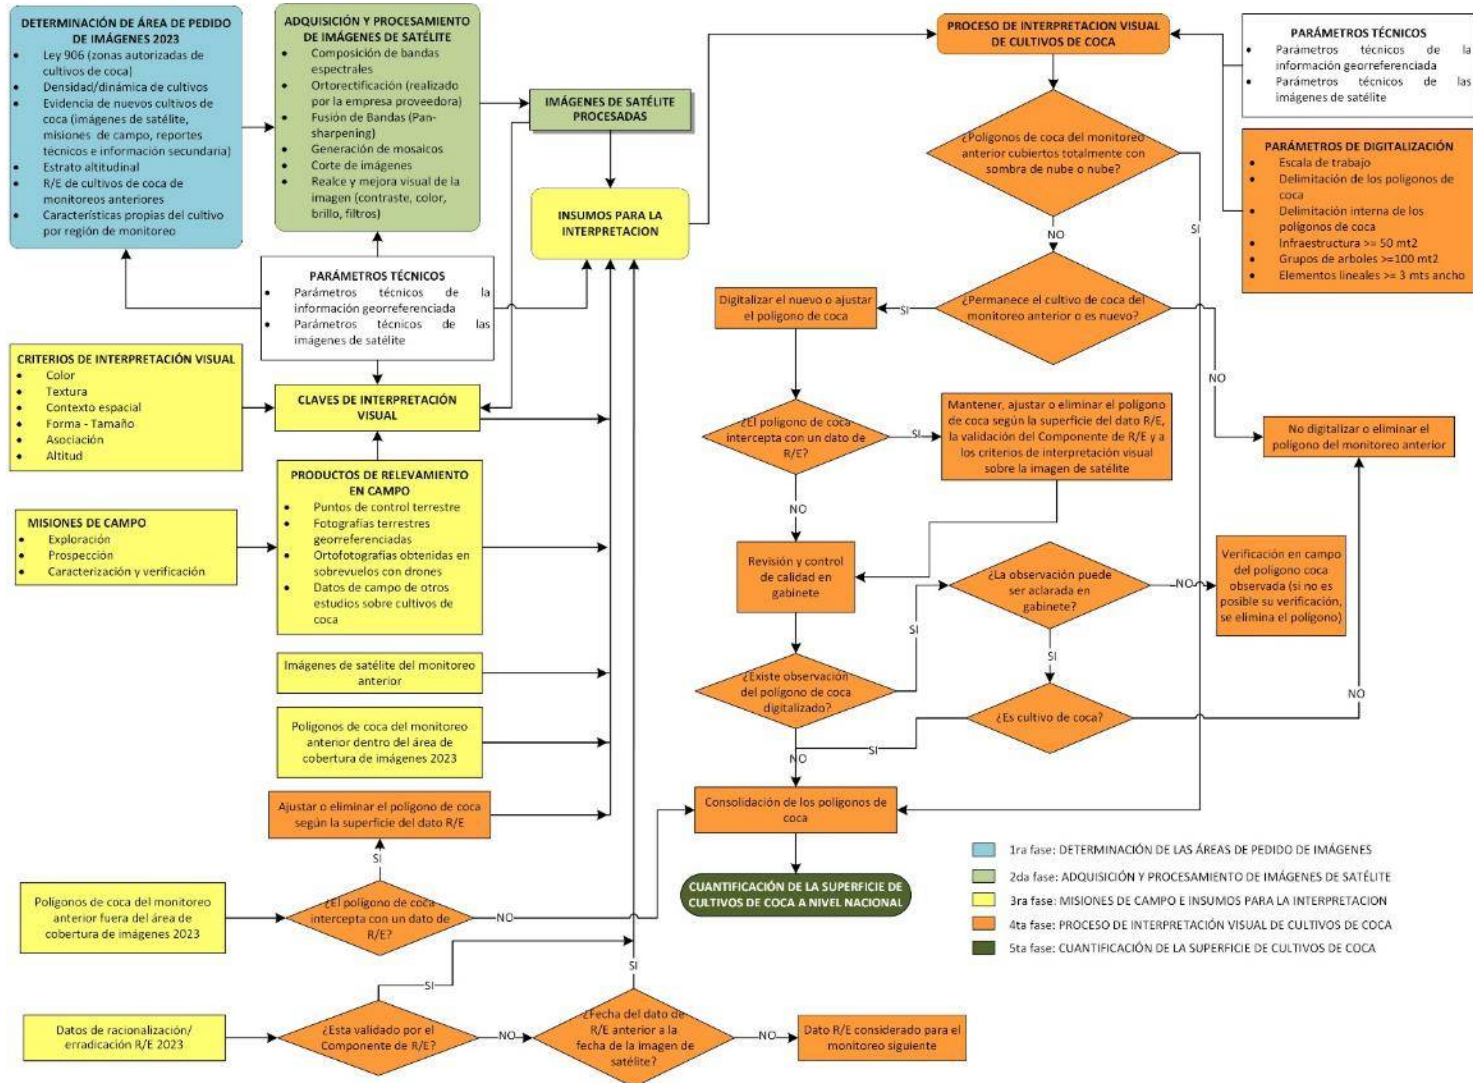 DETERMINACIÓN DE ÁREA DE PEDIDO
DE IMÁGENES 2023
• Ley 906 (zonas autorizadas de
cultivos de coca)
• Densidad/dinámica de cultivos
• Evidencia de nuevos cultivos de
coca (imágenes de satélite,
misiones de campo, reportes
técnicos e información secundaria)
• Estrato altitudinal
• R/E de cultivos de coca de
monitoreos anteriores
• Características propias del cultivo
por región de monitoreo
ADQUISICIÓN Y PROCESAMIENTO
DE IMÁGENES DE SATÉLITE
• Composición de bandas
espectrales
• Ortorectificación (realizado
por la empresa proveedora)
• Fusión de Bandas (Pan-
sharpening)
• Generación de mosaicos
• Corte de imágenes
• Realce y mejora visual de la
imagen (contraste, color,
brillo, filtros)
IMÁGENES DE SATÉLITE
PROCESADAS
INSUMOS PARA LA
INTERPRETACION
PARÁMETROS TÉCNICOS
• Parámetros técnicos de la
información georreferenciada
• Parámetros técnicos de las
imágenes de satélite
CRITERIOS DE INTERPRETACIÓN VISUAL
• Color
• Textura
• Contexto espacial
• Forma - Tamaño
• Asociación
• Altitud
CLAVES DE INTERPRETACIÓN
VISUAL
PRODUCTOS DE RELEVAMIENTO
EN CAMPO
• Puntos de control terrestre
• Fotografías terrestres
georreferenciadas
• Ortofotografías obtenidas en
sobrevuelos con drones
• Datos de campo de otros
estudios sobre cultivos de
coca
MISIONES DE CAMPO
• Exploración
• Prospección
• Caracterización y verificación
Imágenes de satélite del monitoreo
anterior
Polígonos de coca del monitoreo
anterior dentro del área de
cobertura de imágenes 2023
Ajustar o eliminar el polígono de coca
según la superficie del dato R/E
SI
Polígonos de coca del monitoreo
anterior fuera del área de
cobertura de imágenes 2023
¿El polígono de coca
intercepta con un dato de
R/E?
NO
SI
Datos de racionalización/
erradicación R/E 2023
¿Esta validado por el
Componente de R/E?
NO
SI
¿Fecha del dato de
R/E anterior a la
fecha de la imagen de
satélite?
NO
Dato R/E considerado para el
monitoreo siguiente
PROCESO DE INTERPRETACION VISUAL
DE CULTIVOS DE COCA
PARÁMETROS TÉCNICOS
• Parámetros técnicos de la
información georreferenciada
• Parámetros técnicos de las
imágenes de satélite
PARÁMETROS DE DIGITALIZACIÓN
• Escala de trabajo
• Delimitación de los polígonos de
coca
• Delimitación interna de los
polígonos de coca
• Infraestructura >= 50 mt2
• Grupos de arboles >=100 mt2
• Elementos lineales >= 3 mts ancho
¿Polígonos de coca del monitoreo
anterior cubiertos totalmente con
sombra de nube o nube?
SI
NO
¿Permanece el cultivo de coca del
monitoreo anterior o es nuevo?
SI
NO
Digitalizar el nuevo o ajustar
el polígono de coca
¿El polígono de coca
intercepta con un dato de
R/E?
SI
NO
Mantener, ajustar o eliminar el polígono
de coca según la superficie del dato R/E,
la validación del Componente de R/E y a
los criterios de interpretación visual
sobre la imagen de satélite
No digitalizar o eliminar el
polígono del monitoreo anterior
Revisión y control
de calidad en
gabinete
¿La observación puede
ser aclarada en
gabinete?
NO
SI
SI
Verificación en campo
del polígono coca
observada (si no es
posible su verificación,
se elimina el polígono)
¿Existe observación
del polígono de coca
digitalizado?
¿Es cultivo de coca?
NO
SI
NO
Consolidación de los polígonos de
coca
CUANTIFICACIÓN DE LA SUPERFICIE DE
CULTIVOS DE COCA A NIVEL NACIONAL
1ra fase: DETERMINACIÓN DE LAS ÁREAS DE PEDIDO DE IMÁGENES
2da fase: ADQUISICIÓN Y PROCESAMIENTO DE IMÁGENES DE SATÉLITE
3ra fase: MISIONES DE CAMPO E INSUMOS PARA LA INTERPRETACION
4ta fase: PROCESO DE INTERPRETACION VISUAL DE CULTIVOS DE COCA
5ta fase: CUANTIFICACIÓN DE LA SUPERFICIE DE CULTIVOS DE COCA